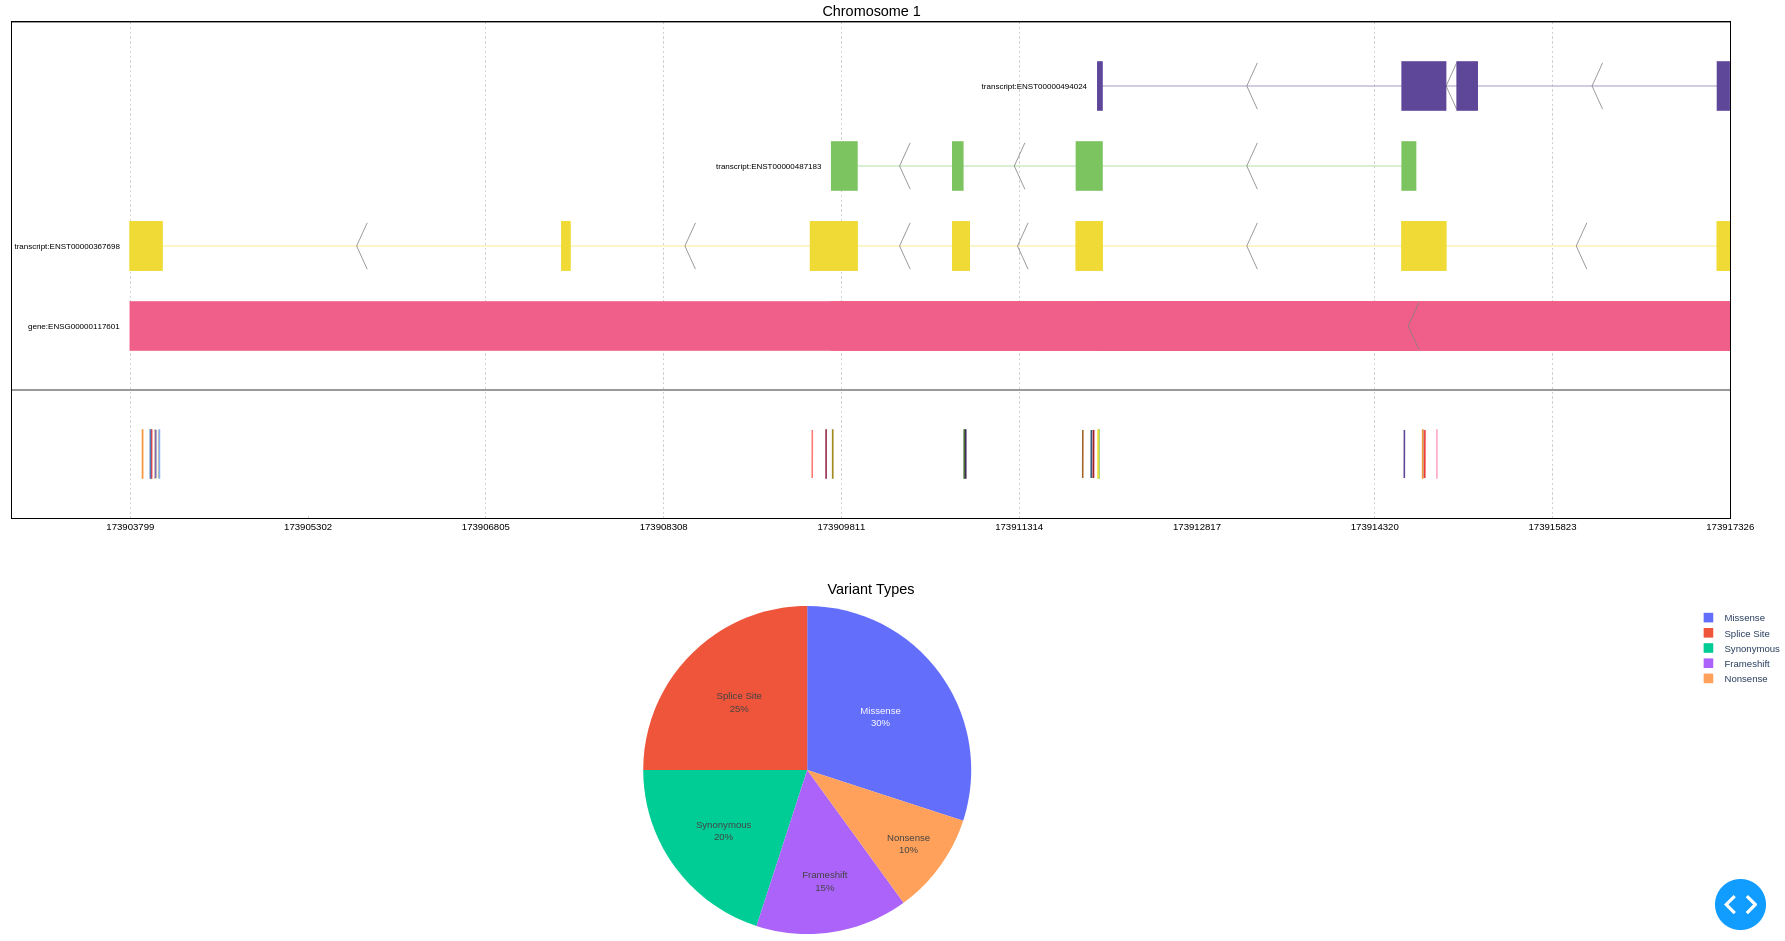 Chromosome 1
transcript:ENST00000494024
transcript:ENST00000487183
transcript:ENST00000367698
gene:ENSG00000117601
173903799 173905302 173906805 173908308 173909811 173911314 173912817 173914320 173915823 173917326
Variant Types
Missense
Splice Site
Synonymous
Frameshift
Nonsense
Splice Site
25%
Missense
30%
Synonymous
20%
Nonsense
10%
Frameshift
15%